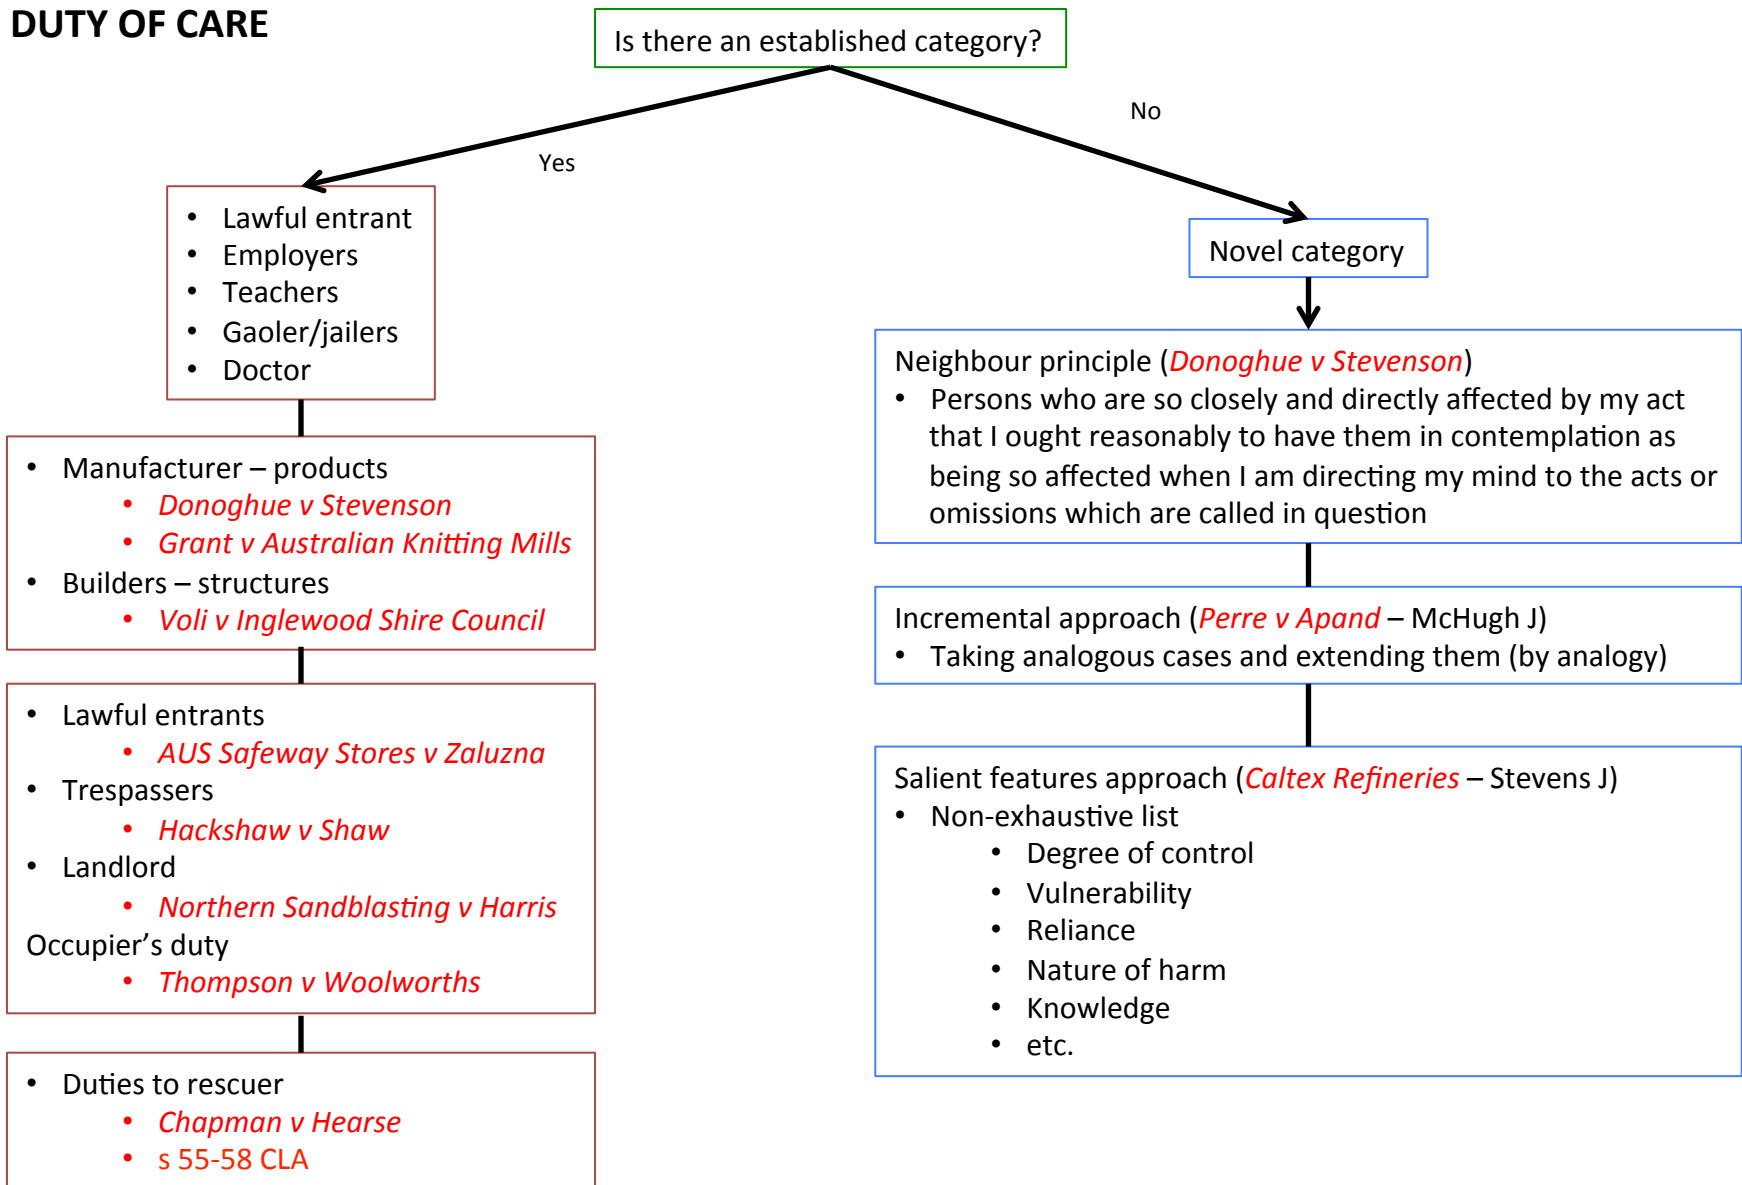 DUTY OF CARE
Is there an established category?
Yes
No
• Lawful entrant
• Employers
• Teachers
• Gaoler/jailers
• Doctor
• Manufacturer – products
• Donoghue v Stevenson
• Grant v Australian Knitting Mills
• Builders – structures
• Voli v Inglewood Shire Council
• Lawful entrants
• AUS Safeway Stores v Zaluzna
• Trespassers
• Hackshaw v Shaw
• Landlord
• Northern Sandblasting v Harris
Occupier’s duty
• Thompson v Woolworths
• Duties to rescuer
• Chapman v Hearse
• s 55-58 CLA
Novel category
Neighbour principle (Donoghue v Stevenson)
• Persons who are so closely and directly affected by my act
that I ought reasonably to have them in contemplation as
being so affected when I am directing my mind to the acts or
omissions which are called in question
Incremental approach (Perre v Apand – McHugh J)
• Taking analogous cases and extending them (by analogy)
Salient features approach (Caltex Refineries – Stevens J)
• Non-exhaustive list
• Degree of control
• Vulnerability
• Reliance
• Nature of harm
• Knowledge
• etc.